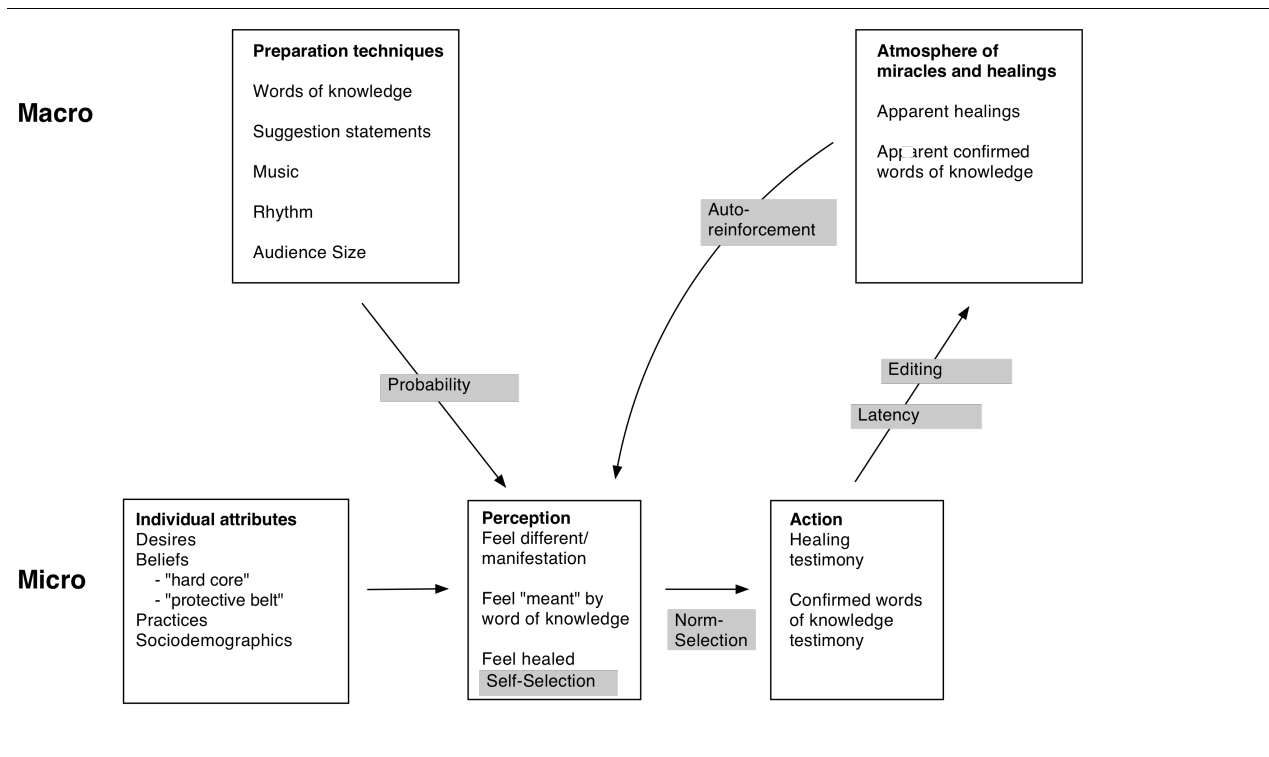 Macro
Preparation techniques
Words of knowledge
Suggestion statements
Music
Rhythm
Audience Size
Atmosphere of
miracles and healings
Apparent healings
Apparent confirmed
words of knowledge
Auto-
reinforcement
Probability
Editing
Latency
Micro
Individual attributes
Desires
Beliefs
- "hard core"
- "protective belt"
Practices
Sociodemographics
Perception
Feel different/
manifestation
Feel "meant" by
word of knowledge
Feel healed
Self-Selection
Norm-
Selection
Action
Healing
testimony
Confirmed words
of knowledge
testimony